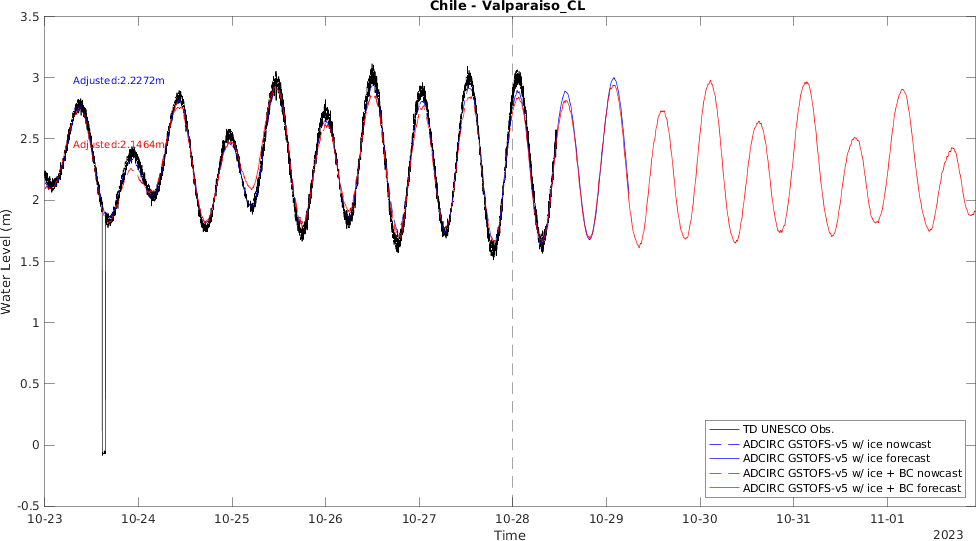 Chile - Valparaiso_CL
3.5
3
2.5
2
1.5
1
0.5
0
-0.5
Water Level (m)
Adjusted:2.2272m
Adjusted:2.1464m
TD UNESCO Obs.
ADCIRC GSTOFS-v5 w/ ice nowcast
ADCIRC GSTOFS-v5 w/ ice forecast
ADCIRC GSTOFS-v5 w/ ice + BC nowcast
ADCIRC GSTOFS-v5 w/ ice + BC forecast
10-23 10-24 10-25 10-26 10-27 10-28 10-29 10-30 10-31 11-01
Time
2023